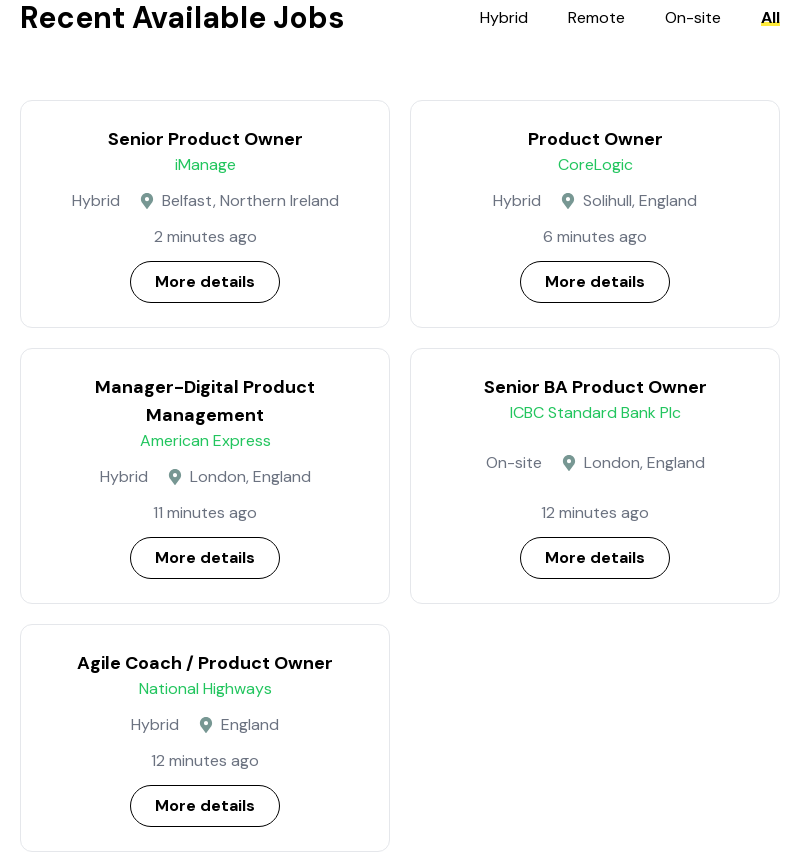 Recent Available Jobs
Hybrid Remote On-site All
Senior Product Owner
iManage
Hybrid Belfast, Northern Ireland
2 minutes ago
More details
Product Owner
CoreLogic
Hybrid Solihull, England
6 minutes ago
More details
Manager-Digital Product
Management
American Express
Hybrid London, England
11 minutes ago
More details
Senior BA Product Owner
ICBC Standard Bank Plc
On-site London, England
12 minutes ago
More details
Agile Coach / Product Owner
National Highways
Hybrid England
12 minutes ago
More details